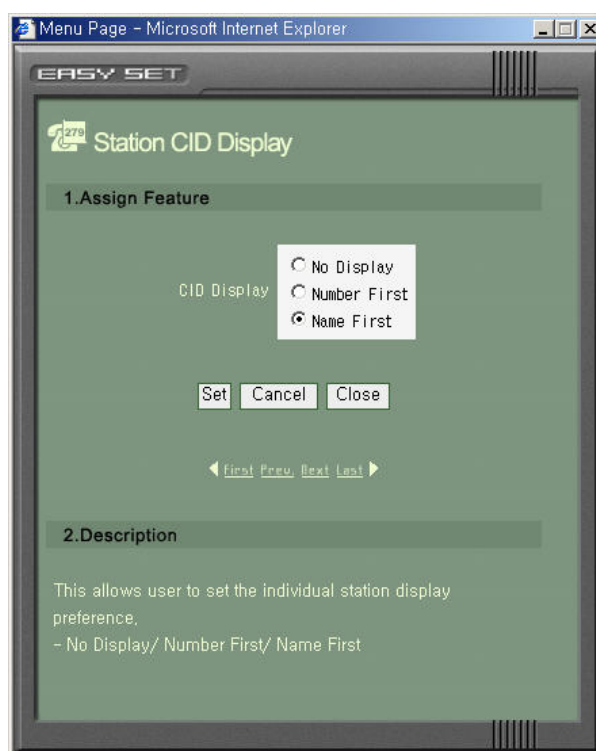 Menu Page - Microsoft Internet Explorer
EASY SET
279
Station CID Display
1.Assign Feature
No Display
CID Display
Number First
Name First
Set Cancel Close
First Prev. Next Last
2.Description
This allows user to set the individual station display
preference,
- No Display/ Number First/ Name First